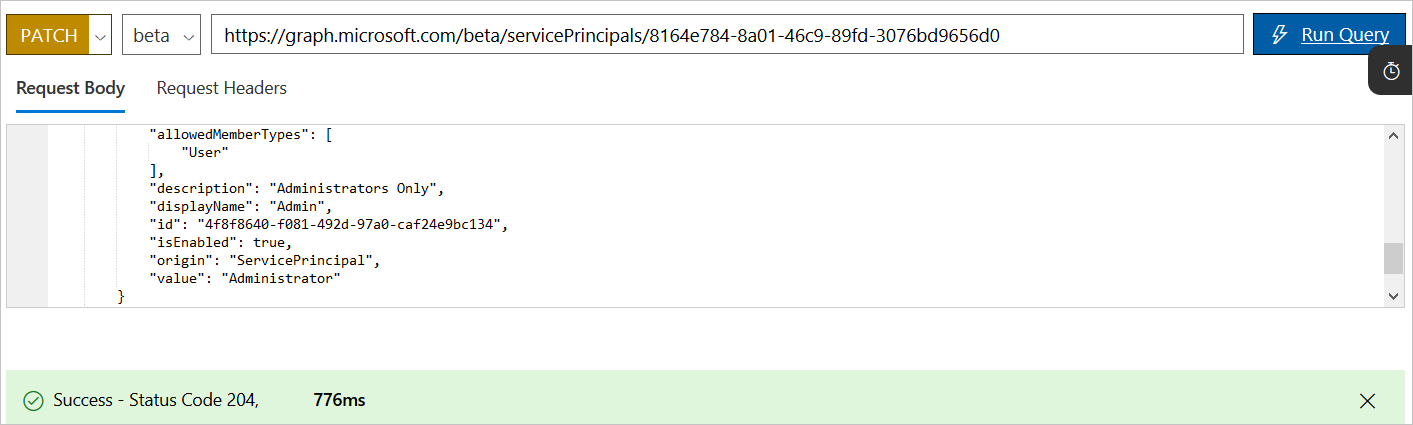 PATCH beta https://graph.microsoft.com/beta/servicePrincipals/8164e784-8a01-46c9-89fd-3076bd9656d0 Run Query
Request Body Request Headers
"allowedMemberTypes": [
"User"
],
"description": "Administrators Only",
"displayName": "Admin",
"id": "4f8f8640-f081-492d-97a0-caf24e9bc134",
"isEnabled": true,
"origin": "ServicePrincipal",
"value": "Administrator"
}
Success - Status Code 204, 776ms